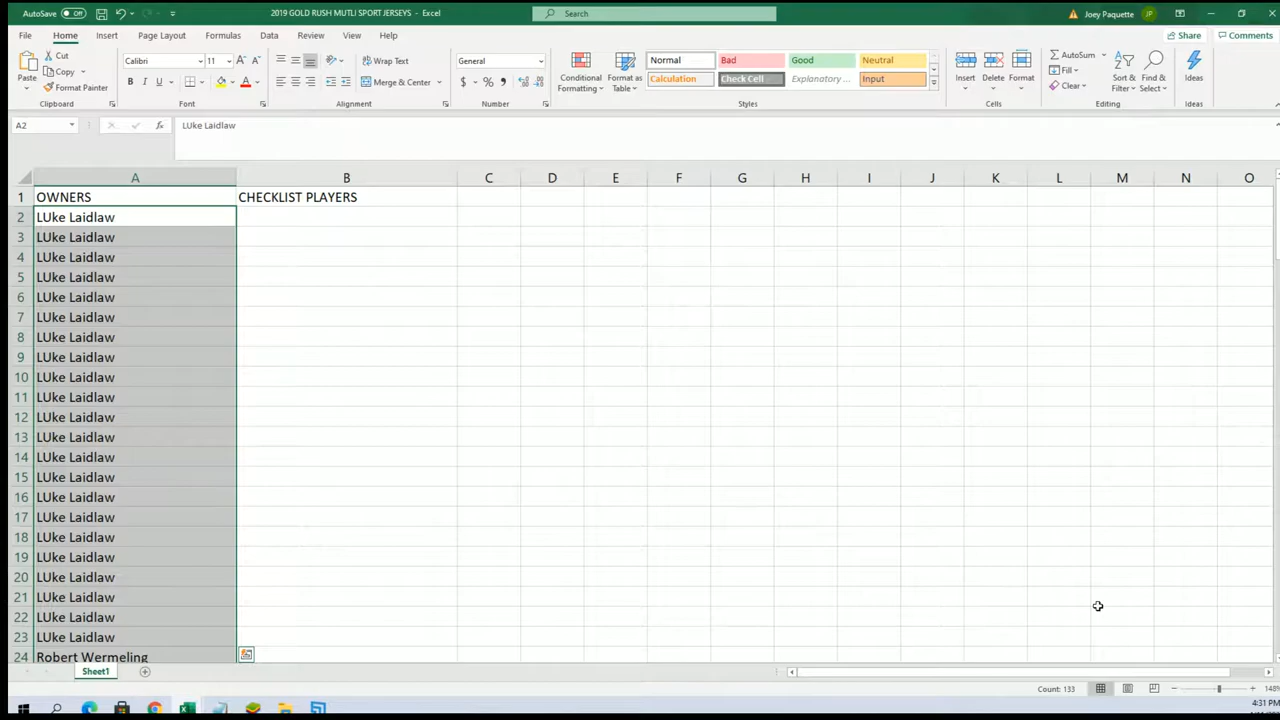 AutoSave Off 2019 GOLD RUSH MUTLI SPORT JERSEYS - Excel Search Joey Paquette JP
File Home Insert Page Layout Formulas Data Review View Help Share Comments
Paste Cut Copy Format Painter Clipboard
Calibri 11 B I U Font
Wrap Text Merge & Center Alignment
General $ % Number
Conditional Formatting Format as Table
Normal Bad Good Neutral
Calculation Check Cell Explanatory ... Input
Styles
Insert Delete Format Cells
AutoSum Fill Clear Sort & Filter Find & Select Editing
Ideas Ideas
A2 fx LUke Laidlaw
A B C D E F G H I J K L M N O
1 OWNERS CHECKLIST PLAYERS
2 LUke Laidlaw
3 LUke Laidlaw
4 LUke Laidlaw
5 LUke Laidlaw
6 LUke Laidlaw
7 LUke Laidlaw
8 LUke Laidlaw
9 LUke Laidlaw
10 LUke Laidlaw
11 LUke Laidlaw
12 LUke Laidlaw
13 LUke Laidlaw
14 LUke Laidlaw
15 LUke Laidlaw
16 LUke Laidlaw
17 LUke Laidlaw
18 LUke Laidlaw
19 LUke Laidlaw
20 LUke Laidlaw
21 LUke Laidlaw
22 LUke Laidlaw
23 LUke Laidlaw
24 Robert Wermeling
Sheet1
Count: 133 148%
4:31 PM